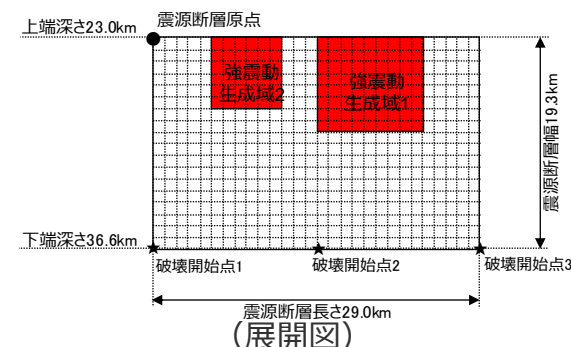 上端深さ23.0km
震源断層原点
強震動
生成域2
強震動
生成域1
震源断層幅19.3km
下端深さ36.6km
破壊開始点1
破壊開始点2
破壊開始点3
震源断層長さ29.0km
(展開図)